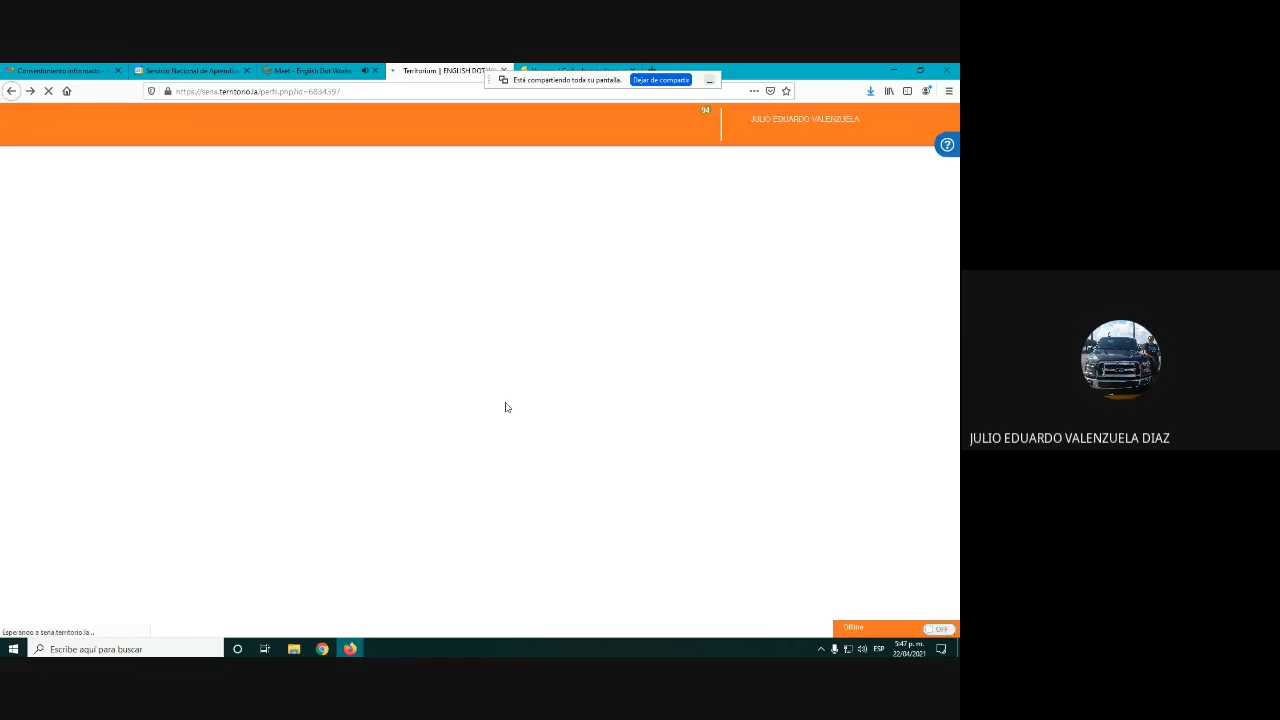 Consentimiento informado -
Servicio Nacional de Aprendiza
Meet - English Dot Works
Territorium | ENGLISH DOT
Está compartiendo toda su pantalla.
Dejar de compartir
https://sena.territorio.la/perfil.php?id=6834397
94
JULIO EDUARDO VALENZUELA
JULIO EDUARDO VALENZUELA DIAZ
Esperando a sena.territorio.la...
Offline
OFF
Escribe aquí para buscar
ESP
5:47 p. m.
22/04/2021